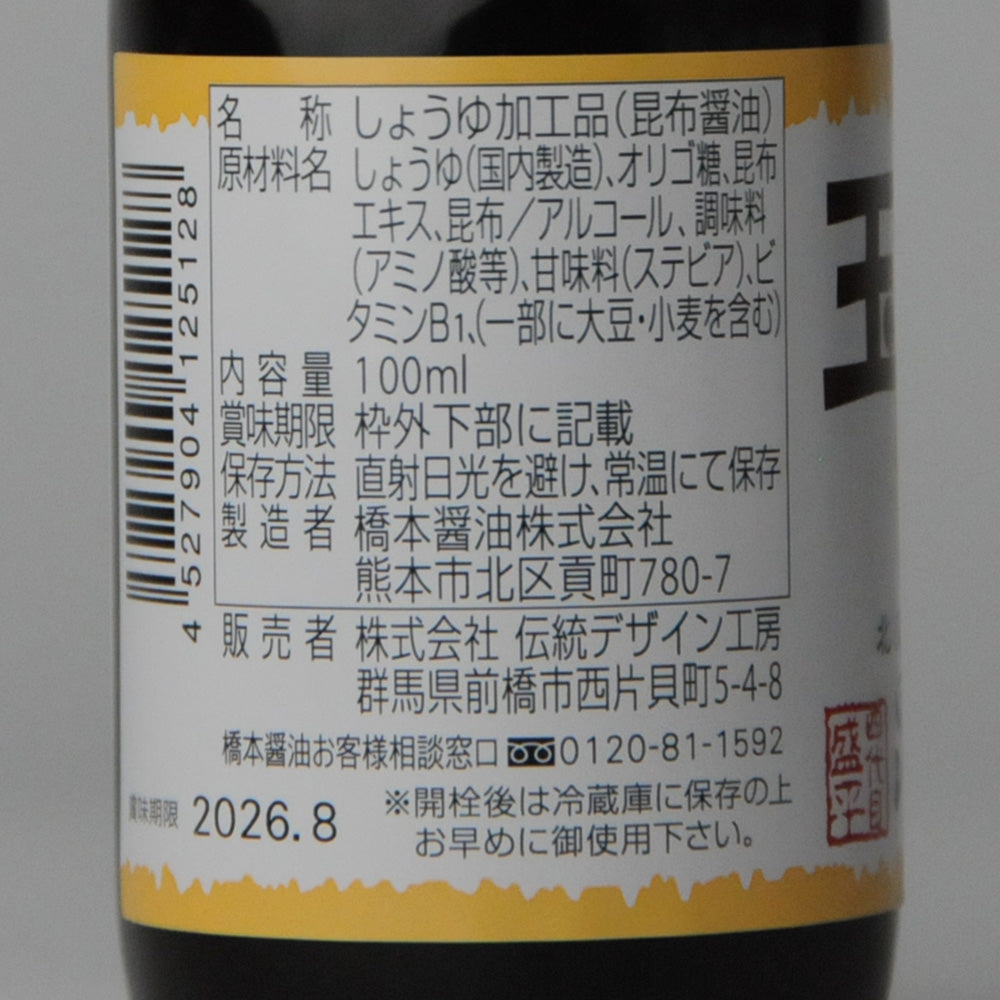 名称 しょうゆ加工品(昆布醤油)
原材料名 しょうゆ(国内製造)、オリゴ糖、昆布
エキス、昆布/アルコール、調味料
(アミノ酸等)、甘味料(ステビア)、ビ
タミンB1、(一部に大豆・小麦を含む)
内容量 100ml
賞味期限 枠外下部に記載
保存方法 直射日光を避け、常温にて保存
製造者 橋本醤油株式会社
熊本市北区貢町780-7
販売者 株式会社 伝統デザイン工房
群馬県前橋市西片貝町5-4-8
橋本醤油お客様相談窓口 0120-81-1592
※開栓後は冷蔵庫に保存の上
お早めに御使用下さい。
賞味期限 2026.8
4 527904 125128
玉
北
四代目
盛平